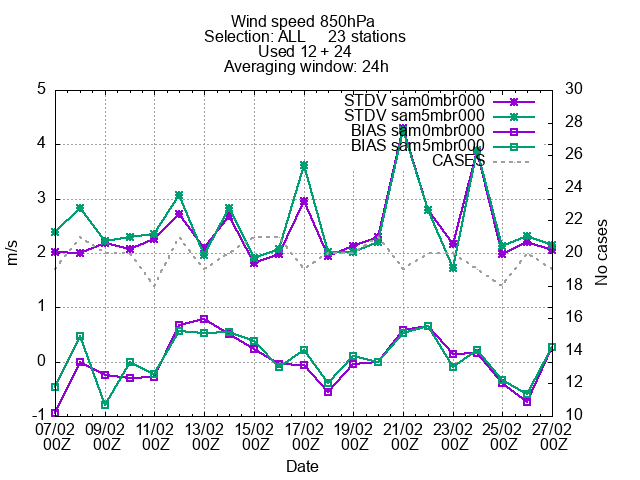 Wind speed 850hPa
Selection: ALL 23 stations
Used 12 + 24
Averaging window: 24h
STDV sam0mbr000
STDV sam5mbr000
BIAS sam0mbr000
BIAS sam5mbr000
CASES
5
4
3
2
1
0
-1
m/s
30
28
26
24
22
20
18
16
14
12
10
No cases
07/02 09/02 11/02 13/02 15/02 17/02 19/02 21/02 23/02 25/02 27/02
00Z 00Z 00Z 00Z 00Z 00Z 00Z 00Z 00Z 00Z 00Z
Date